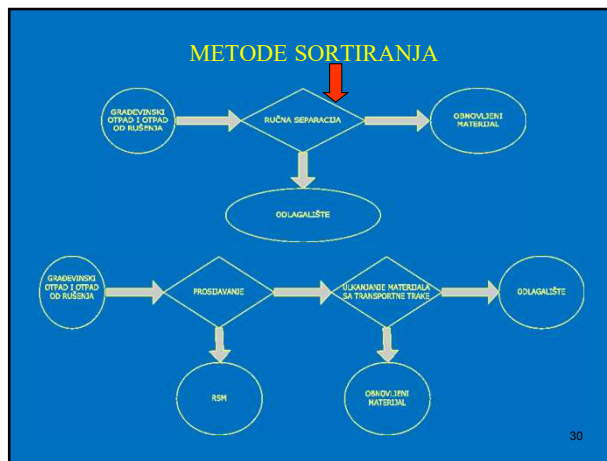 METODE SORTIRANJA
GRAĐEVINSKI
OTPAD I OTPAD
OD RUŠENJA
RUČNA SEPARACIJA
OBNOVLJENI
MATERIJAL
ODLAGALIŠTE
GRAĐEVINSKI
OTPAD I OTPAD
OD RUŠENJA
PROSIJAVANJE
ULKANJANJE MATERIJALA
SA TRANSPORTNE TRAKE
ODLAGALIŠTE
RSM
OBNOVLJENI
MATERIJAL
30